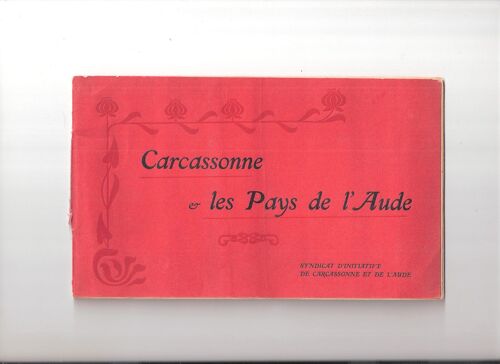 Carcassonne
& les Pays de l'Aude
SYNDICAT D'INITIATIVE
DE CARCASSONNE ET DE L'AUDE